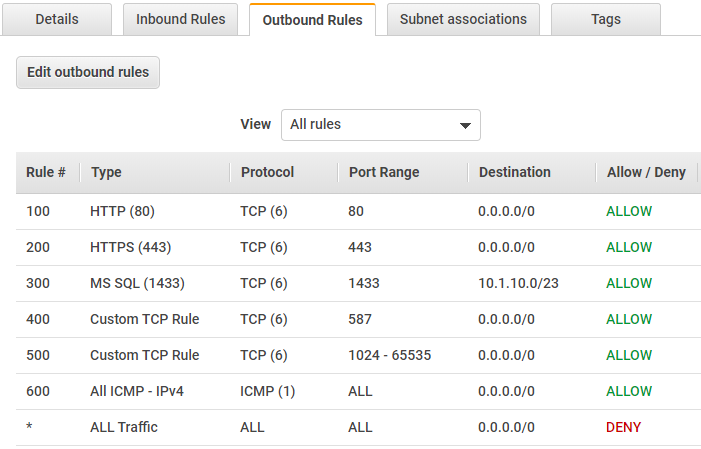 Details Inbound Rules Outbound Rules Subnet associations Tags
Edit outbound rules
View All rules
Rule # Type Protocol Port Range Destination Allow / Deny
100 HTTP (80) TCP (6) 80 0.0.0.0/0 ALLOW
200 HTTPS (443) TCP (6) 443 0.0.0.0/0 ALLOW
300 MS SQL (1433) TCP (6) 1433 10.1.10.0/23 ALLOW
400 Custom TCP Rule TCP (6) 587 0.0.0.0/0 ALLOW
500 Custom TCP Rule TCP (6) 1024 - 65535 0.0.0.0/0 ALLOW
600 All ICMP - IPv4 ICMP (1) ALL 0.0.0.0/0 ALLOW
* ALL Traffic ALL ALL 0.0.0.0/0 DENY